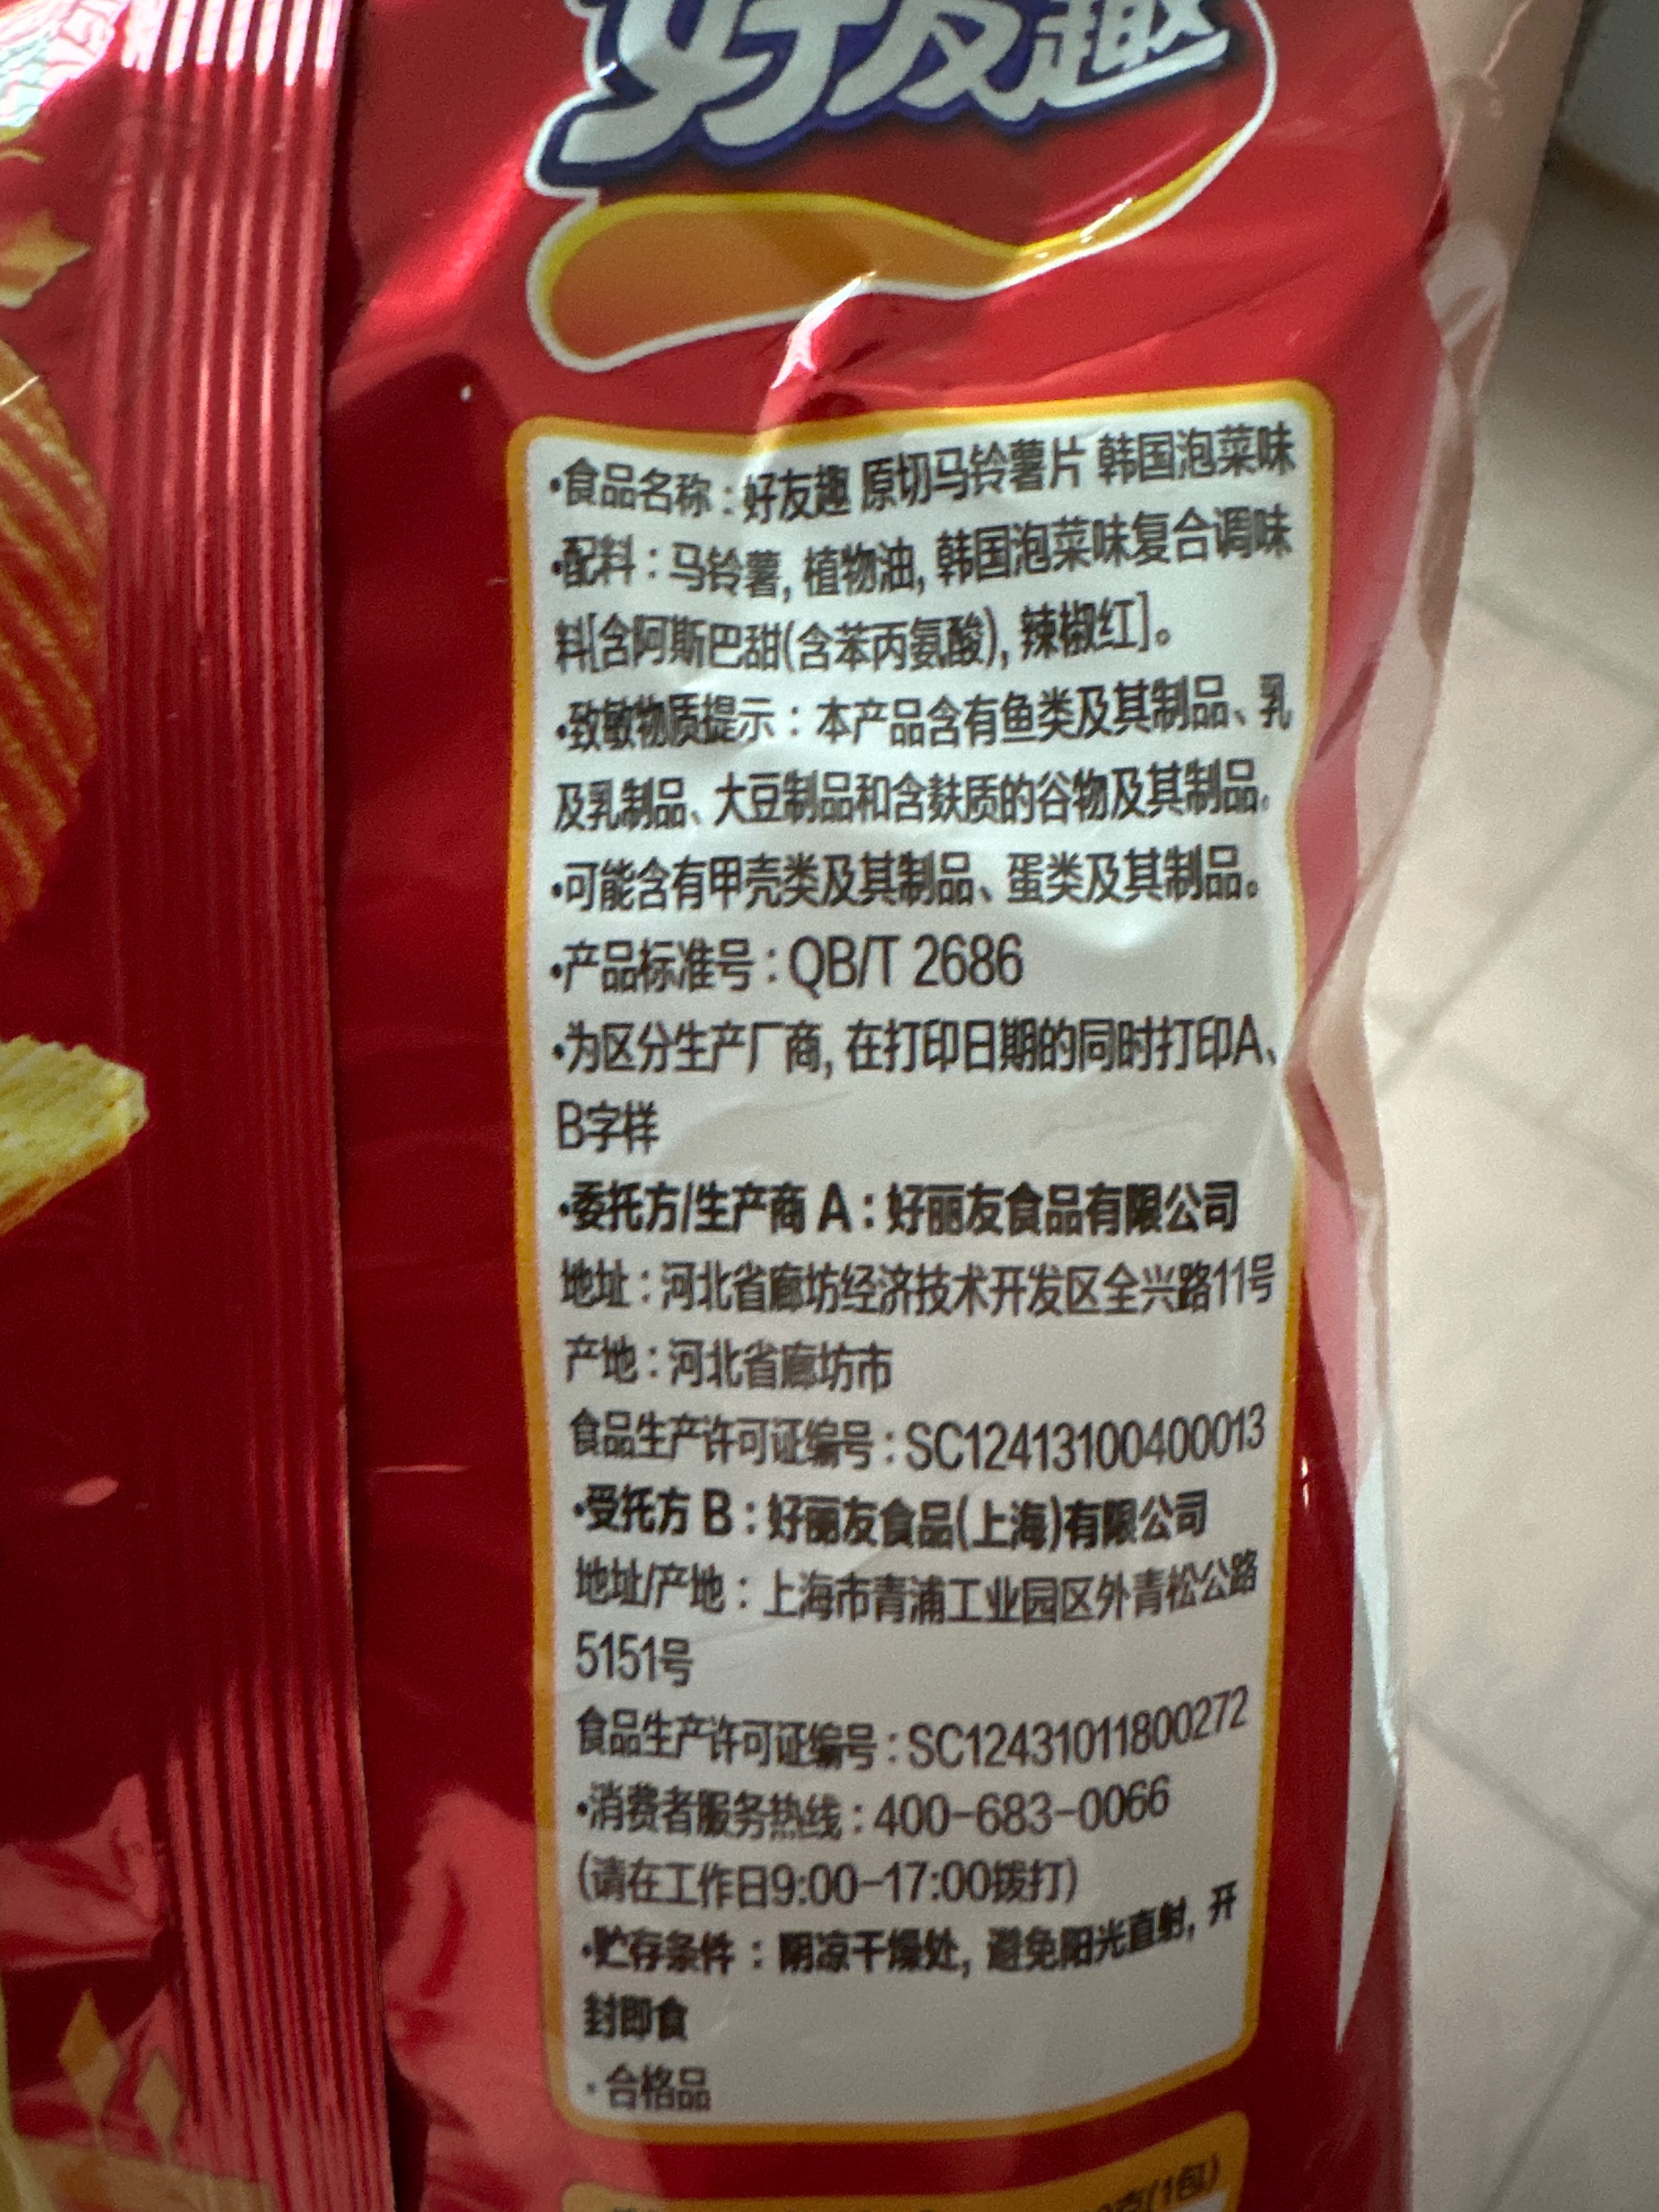 好友趣
·食品名称：好友趣 原切马铃薯片 韩国泡菜味
·配料：马铃薯, 植物油, 韩国泡菜味复合调味
料[含阿斯巴甜(含苯丙氨酸), 辣椒红]。
·致敏物质提示：本产品含有鱼类及其制品、乳
及乳制品、大豆制品和含麸质的谷物及其制品。
·可能含有甲壳类及其制品、蛋类及其制品。
·产品标准号：QB/T 2686
·为区分生产厂商, 在打印日期的同时打印A、
B字样
·委托方/生产商 A：好丽友食品有限公司
地址：河北省廊坊经济技术开发区全兴路11号
产地：河北省廊坊市
食品生产许可证编号：SC12413100400013
·受托方 B：好丽友食品(上海)有限公司
地址/产地：上海市青浦工业园区外青松公路
5151号
食品生产许可证编号：SC12431011800272
·消费者服务热线：400-683-0066
(请在工作日9:00-17:00拨打)
·贮存条件：阴凉干燥处, 避免阳光直射, 开
封即食
·合格品
克(1包)